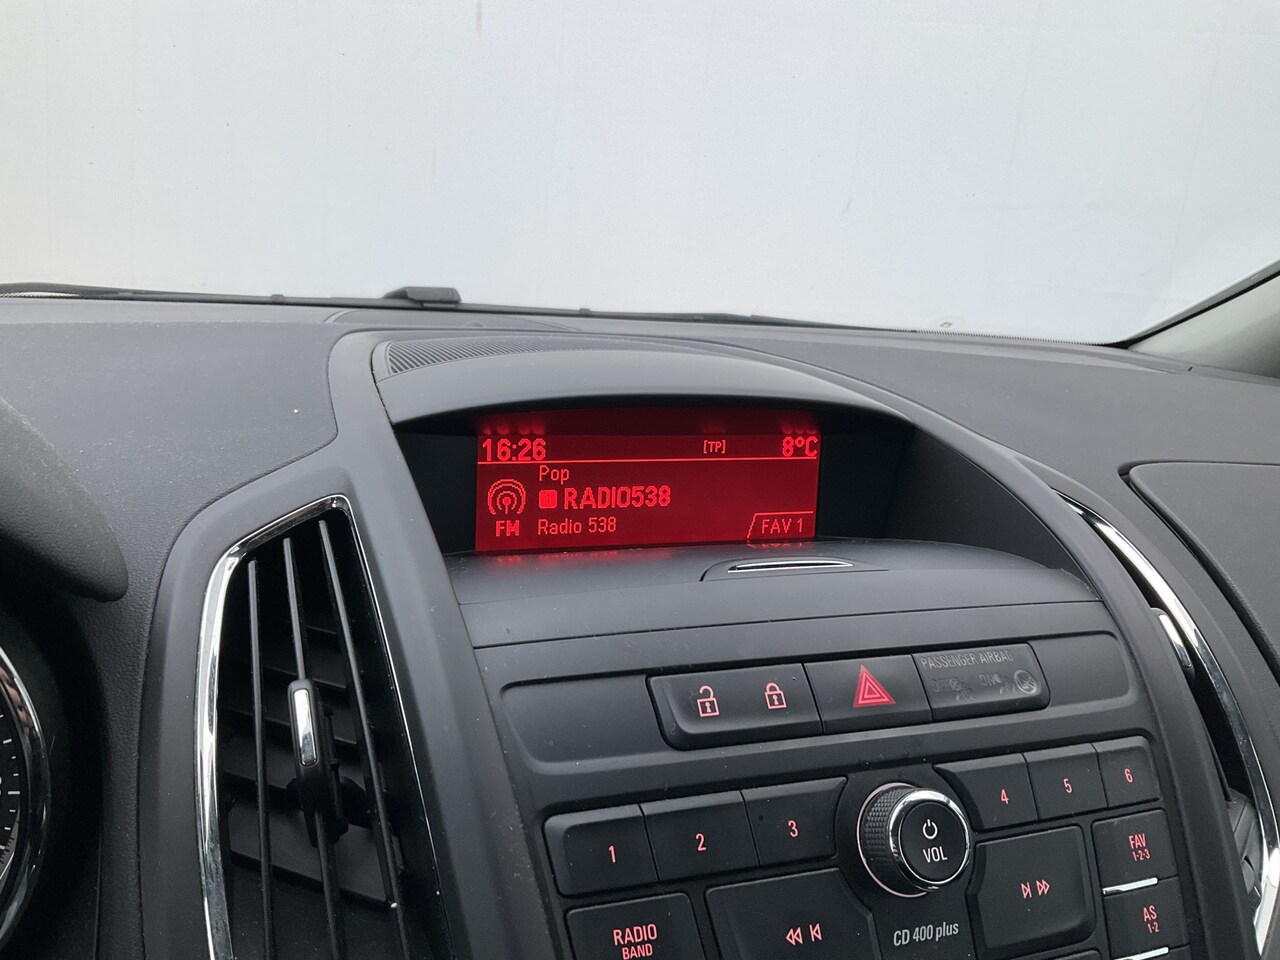 16:26 [TP] 8°C
Pop
RADIO538
FM Radio 538 FAV 1
PASSENGER AIRBAG
1 2 3 4 5 6
VOL
FAV
1-2-3
AS
1-2
RADIO
BAND
CD 400 plus